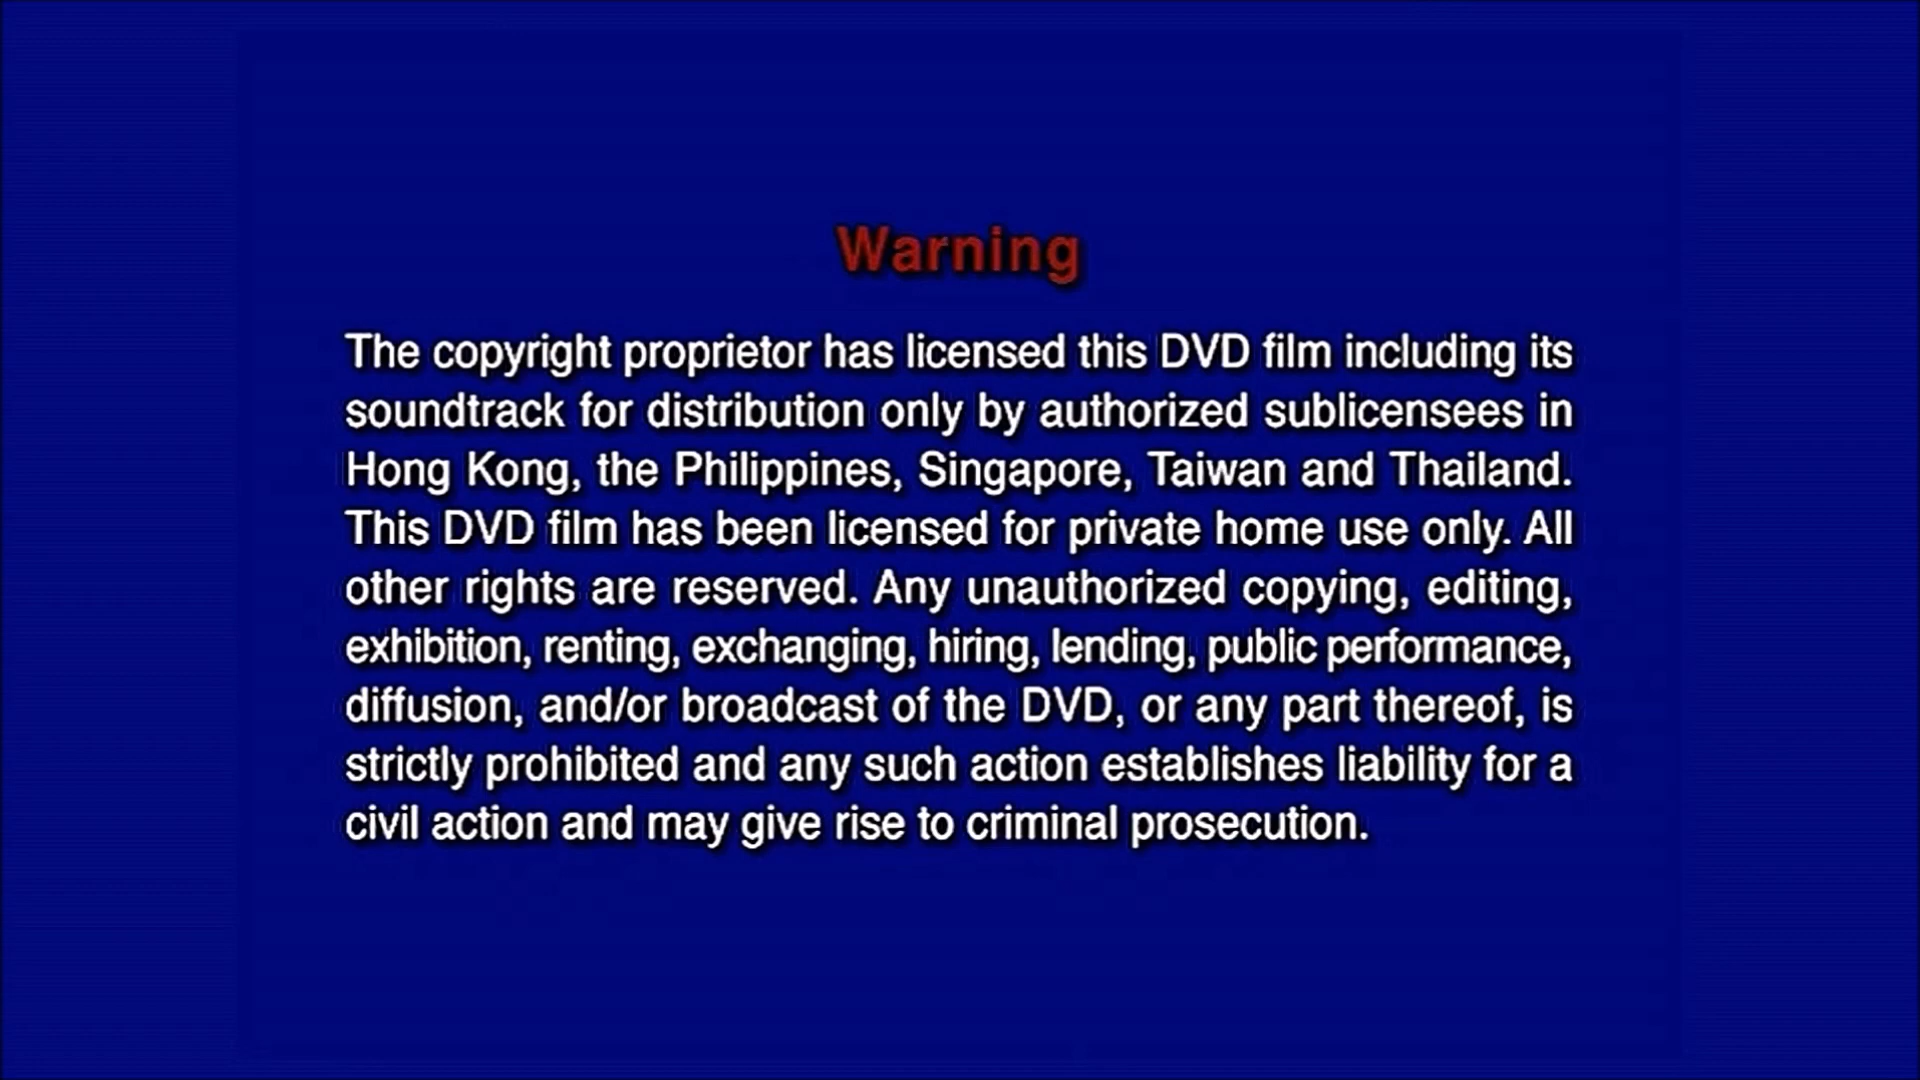 Warning
The copyright proprietor has licensed this DVD film including its
soundtrack for distribution only by authorized sublicensees in
Hong Kong, the Philippines, Singapore, Taiwan and Thailand.
This DVD film has been licensed for private home use only. All
other rights are reserved. Any unauthorized copying, editing,
exhibition, renting, exchanging, hiring, lending, public performance,
diffusion, and/or broadcast of the DVD, or any part thereof, is
strictly prohibited and any such action establishes liability for a
civil action and may give rise to criminal prosecution.